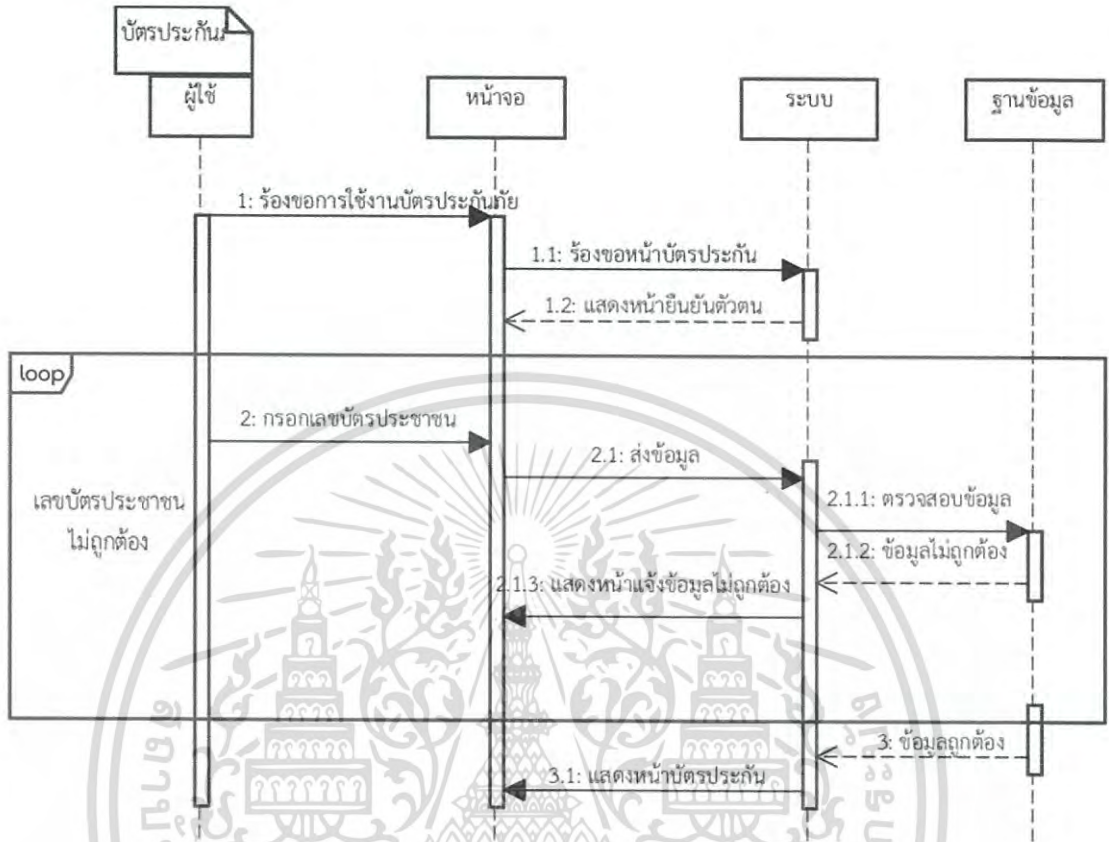 บัตรประกัน
ผู้ใช้
หน้าจอ
ระบบ
ฐานข้อมูล
1: ร้องขอการใช้งานบัตรประกันภัย
1.1: ร้องขอหน้าบัตรประกัน
1.2: แสดงหน้ายืนยันตัวตน
loop
2: กรอกเลขบัตรประชาชน
2.1: ส่งข้อมูล
เลขบัตรประชาชน
ไม่ถูกต้อง
2.1.1: ตรวจสอบข้อมูล
2.1.2: ข้อมูลไม่ถูกต้อง
2.1.3: แสดงหน้าแจ้งข้อมูลไม่ถูกต้อง
3: ข้อมูลถูกต้อง
3.1: แสดงหน้าบัตรประกัน